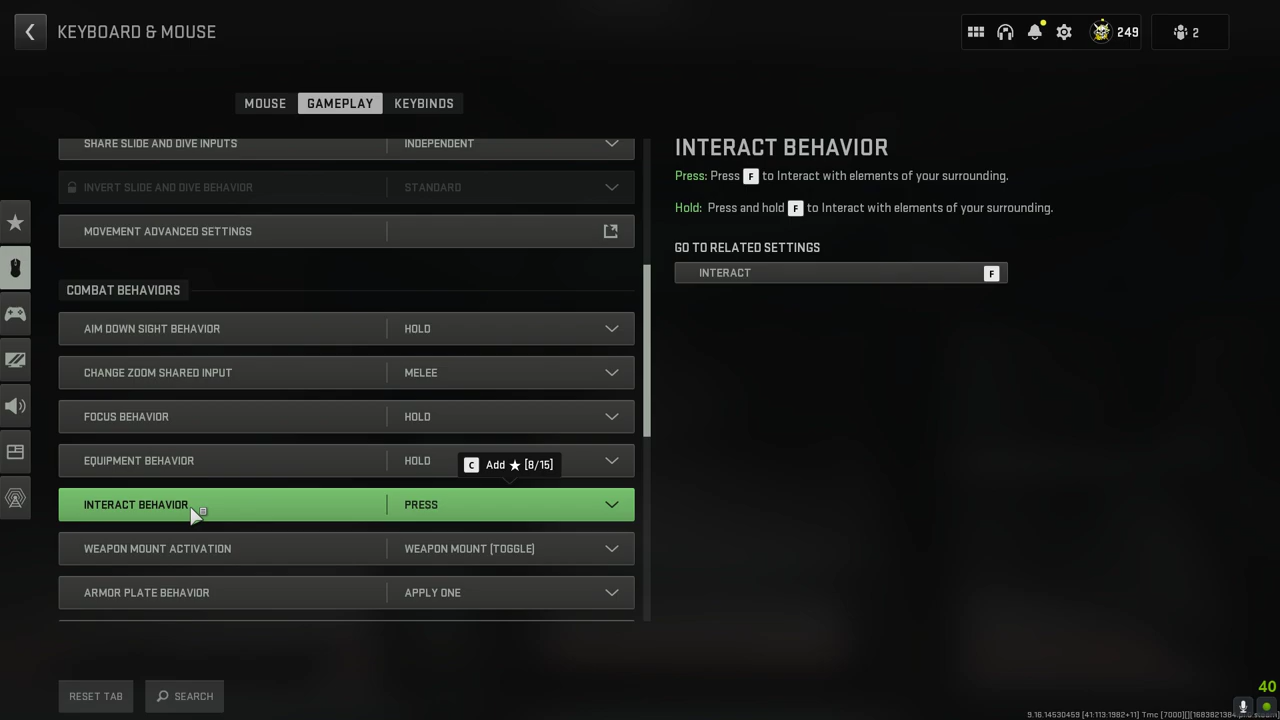 KEYBOARD & MOUSE
249
2
MOUSE
GAMEPLAY
KEYBINDS
SHARE SLIDE AND DIVE INPUTS
INDEPENDENT
INVERT SLIDE AND DIVE BEHAVIOR
STANDARD
MOVEMENT ADVANCED SETTINGS
COMBAT BEHAVIORS
AIM DOWN SIGHT BEHAVIOR
HOLD
CHANGE ZOOM SHARED INPUT
MELEE
FOCUS BEHAVIOR
HOLD
EQUIPMENT BEHAVIOR
HOLD
C Add ★ [8/15]
INTERACT BEHAVIOR
PRESS
WEAPON MOUNT ACTIVATION
WEAPON MOUNT [TOGGLE]
ARMOR PLATE BEHAVIOR
APPLY ONE
INTERACT BEHAVIOR
Press: Press F to Interact with elements of your surrounding.
Hold: Press and hold F to Interact with elements of your surrounding.
GO TO RELATED SETTINGS
INTERACT
F
RESET TAB
SEARCH
40